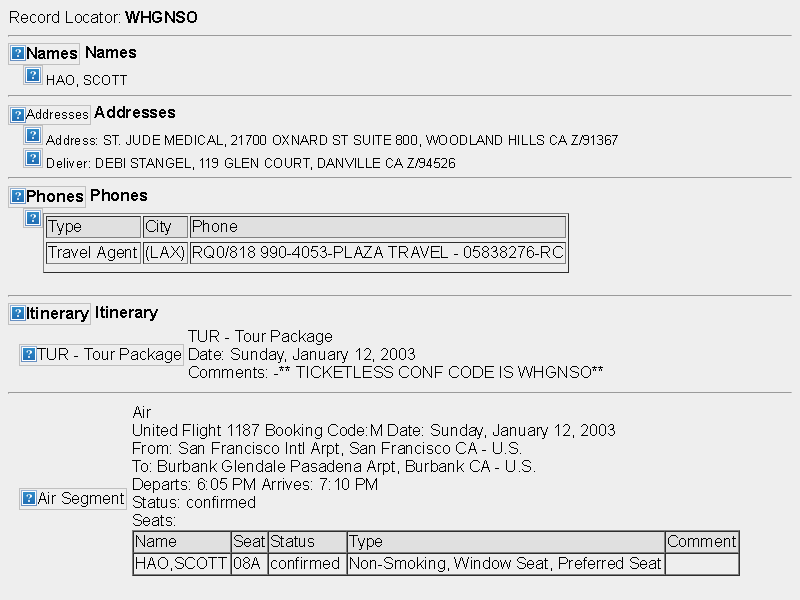 Record Locator: WHGNSO
Names Names
HAO, SCOTT
Addresses Addresses
Address: ST. JUDE MEDICAL, 21700 OXNARD ST SUITE 800, WOODLAND HILLS CA Z/91367
Deliver: DEBI STANGEL, 119 GLEN COURT, DANVILLE CA Z/94526
Phones Phones
Type City Phone
Travel Agent (LAX) RQ0/818 990-4053-PLAZA TRAVEL - 05838276-RC
Itinerary Itinerary
TUR - Tour Package
TUR - Tour Package
Date: Sunday, January 12, 2003
Comments: -** TICKETLESS CONF CODE IS WHGNSO**
Air Segment
Air
United Flight 1187 Booking Code:M Date: Sunday, January 12, 2003
From: San Francisco Intl Arpt, San Francisco CA - U.S.
To: Burbank Glendale Pasadena Arpt, Burbank CA - U.S.
Departs: 6:05 PM Arrives: 7:10 PM
Status: confirmed
Seats:
Name Seat Status Type Comment
HAO,SCOTT 08A confirmed Non-Smoking, Window Seat, Preferred Seat